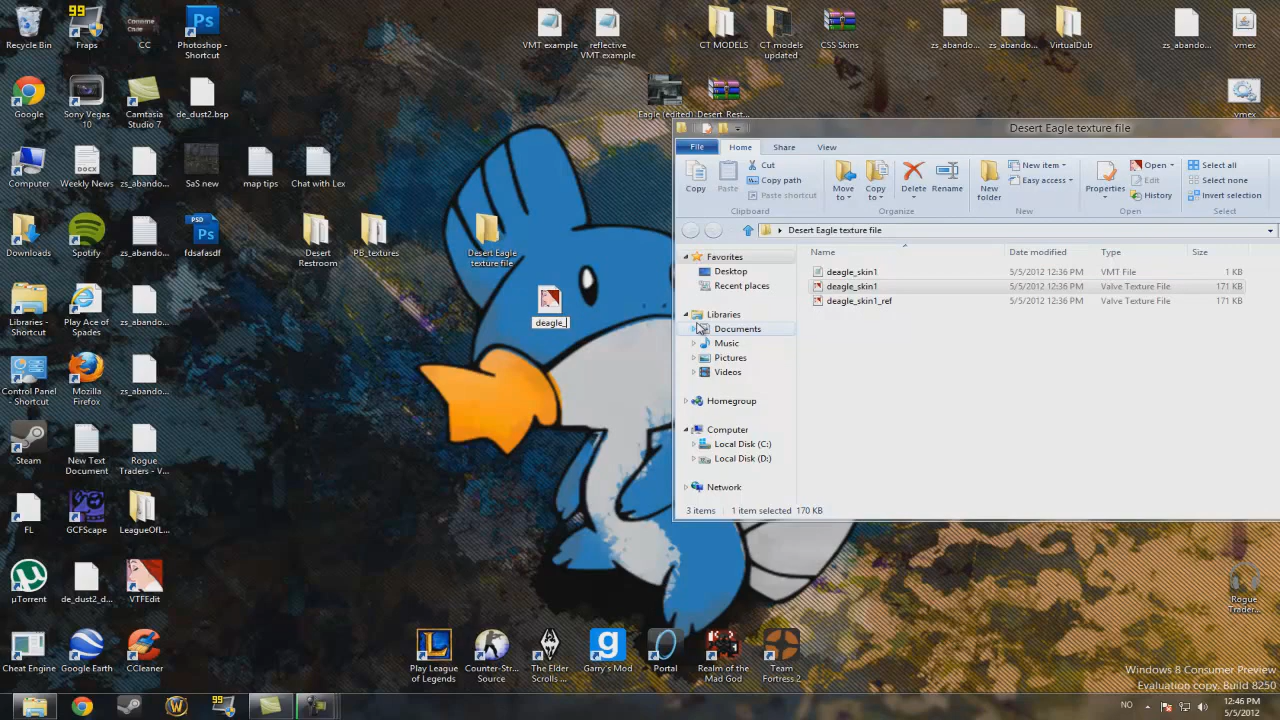 99
Recycle Bin
Fraps
CC
Photoshop -
Shortcut
VMT example
reflective
VMT example
CT MODELS
CT models
updated
CSS Skins
zs_abando...
zs_abando...
VirtualDub
zs_abando...
vmex
Google
Sony Vegas
10
Camtasia
Studio 7
de_dust2.bsp
Eagle (edited)
Desert_Rest...
vmex
Computer
Weekly News
zs_abando...
SaS new
map tips
Chat with Lex
Downloads
Spotify
zs_abando...
fdsafasdf
Desert
Restroom
PB_textures
Desert Eagle
texture file
deagle_
Libraries -
Shortcut
Play Ace of
Spades
zs_abando...
Control Panel
- Shortcut
Mozilla
Firefox
zs_abando...
Steam
New Text
Document
Rogue
Traders - V...
FL
GCFScape
LeagueOfL...
µTorrent
de_dust2_d...
VTFEdit
Cheat Engine
Google Earth
CCleaner
Play League
of Legends
Counter-Str...
Source
The Elder
Scrolls ...
Garry's Mod
Portal
Realm of the
Mad God
Team
Fortress 2
Rogue
Trader...
Desert Eagle texture file
File
Home
Share
View
Copy
Paste
Cut
Copy path
Paste shortcut
Clipboard
Move
to
Copy
to
Delete
Rename
Organize
New
folder
New item
Easy access
New
Properties
Open
Edit
History
Open
Select all
Select none
Invert selection
Select
Desert Eagle texture file
Name
Date modified
Type
Size
deagle_skin1 5/5/2012 12:36 PM VMT File 1 KB
deagle_skin1 5/5/2012 12:36 PM Valve Texture File 171 KB
deagle_skin1_ref 5/5/2012 12:36 PM Valve Texture File 171 KB
Favorites
Desktop
Recent places
Libraries
Documents
Music
Pictures
Videos
Homegroup
Computer
Local Disk (C:)
Local Disk (D:)
Network
3 items 1 item selected 170 KB
Windows 8 Consumer Preview
Evaluation copy. Build 8250
99
NO
12:46 PM
5/5/2012